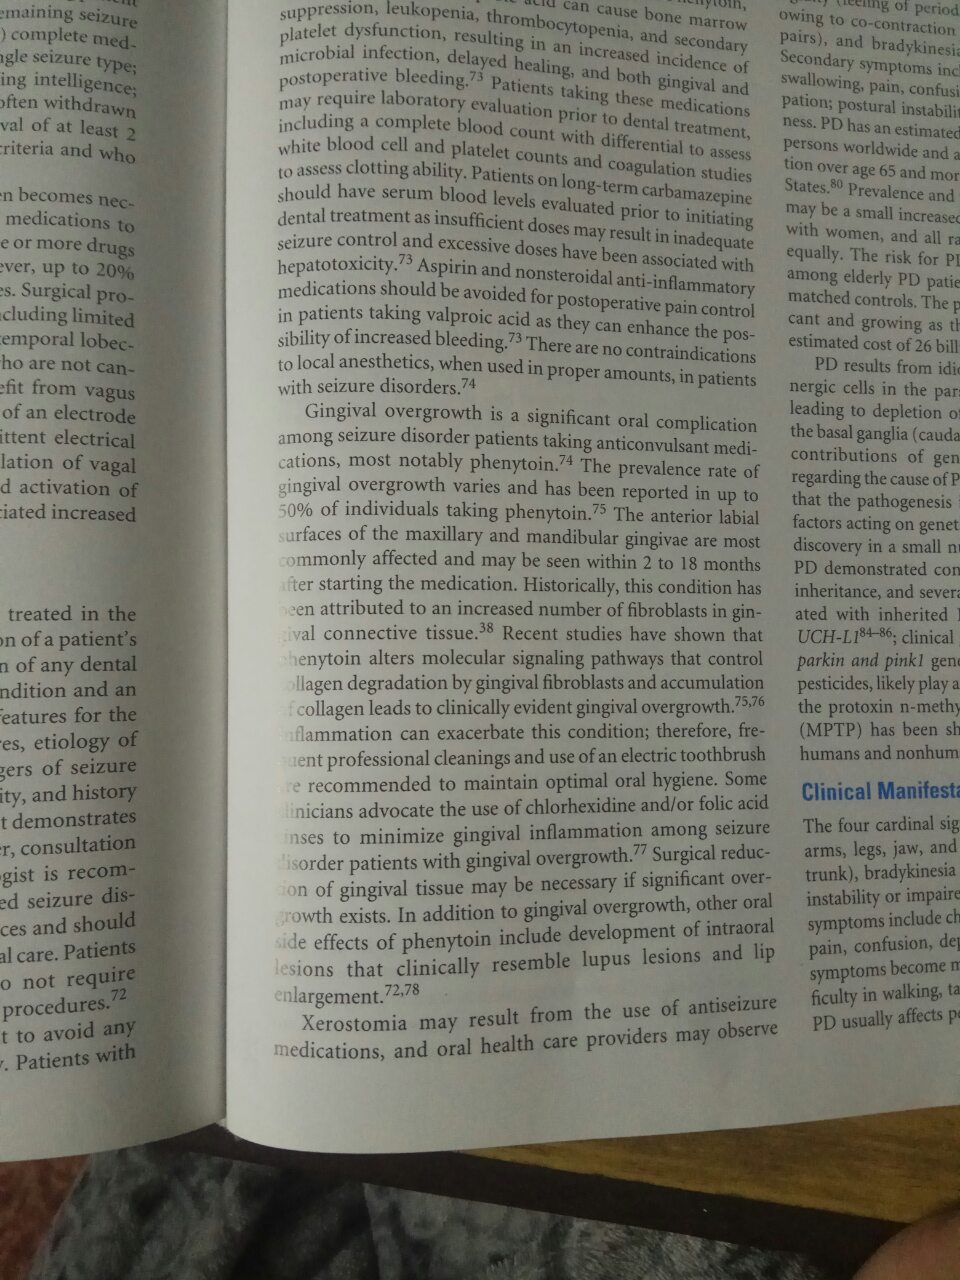 emaining seizure
) complete med-
ngle seizure type;
ing intelligence;
often withdrawn
val of at least 2
criteria and who
en becomes nec-
medications to
e or more drugs
ever, up to 20%
es. Surgical pro-
cluding limited
temporal lobec-
who are not can-
efit from vagus
of an electrode
ittent electrical
lation of vagal
d activation of
ciated increased
treated in the
on of a patient's
n of any dental
ndition and an
features for the
res, etiology of
gers of seizure
ity, and history
t demonstrates
er, consultation
gist is recom-
ed seizure dis-
ces and should
al care. Patients
o not require
procedures.72
t to avoid any
y. Patients with
acid can cause bone marrow
suppression, leukopenia, thrombocytopenia, and secondary
platelet dysfunction, resulting in an increased incidence of
microbial infection, delayed healing, and both gingival and
postoperative bleeding.73 Patients taking these medications
may require laboratory evaluation prior to dental treatment,
including a complete blood count with differential to assess
white blood cell and platelet counts and coagulation studies
to assess clotting ability. Patients on long-term carbamazepine
should have serum blood levels evaluated prior to initiating
dental treatment as insufficient doses may result in inadequate
seizure control and excessive doses have been associated with
hepatotoxicity.73 Aspirin and nonsteroidal anti-inflammatory
medications should be avoided for postoperative pain control
in patients taking valproic acid as they can enhance the pos-
sibility of increased bleeding.73 There are no contraindications
to local anesthetics, when used in proper amounts, in patients
with seizure disorders.74
Gingival overgrowth is a significant oral complication
among seizure disorder patients taking anticonvulsant medi-
cations, most notably phenytoin.74 The prevalence rate of
gingival overgrowth varies and has been reported in up to
50% of individuals taking phenytoin.75 The anterior labial
surfaces of the maxillary and mandibular gingivae are most
commonly affected and may be seen within 2 to 18 months
after starting the medication. Historically, this condition has
been attributed to an increased number of fibroblasts in gin-
gival connective tissue.38 Recent studies have shown that
phenytoin alters molecular signaling pathways that control
collagen degradation by gingival fibroblasts and accumulation
of collagen leads to clinically evident gingival overgrowth.75,76
Inflammation can exacerbate this condition; therefore, fre-
quent professional cleanings and use of an electric toothbrush
are recommended to maintain optimal oral hygiene. Some
clinicians advocate the use of chlorhexidine and/or folic acid
rinses to minimize gingival inflammation among seizure
disorder patients with gingival overgrowth.77 Surgical reduc-
tion of gingival tissue may be necessary if significant over-
growth exists. In addition to gingival overgrowth, other oral
side effects of phenytoin include development of intraoral
lesions that clinically resemble lupus lesions and lip
enlargement.72,78
Xerostomia may result from the use of antiseizure
medications, and oral health care providers may observe
owing to co-contraction
pairs), and bradykinesia
Secondary symptoms incl
swallowing, pain, confusi
pation; postural instabilit
ness. PD has an estimated
persons worldwide and a
tion over age 65 and mor
States.80 Prevalence and
may be a small increased
with women, and all ra
equally. The risk for PD
among elderly PD patie
matched controls. The p
cant and growing as th
estimated cost of 26 bill
PD results from idio
nergic cells in the pars
leading to depletion of
the basal ganglia (cauda
contributions of gen
regarding the cause of P
that the pathogenesis i
factors acting on genet
discovery in a small nu
PD demonstrated con
inheritance, and severa
ated with inherited
UCH-L184–86; clinical
parkin and pink1 gene
pesticides, likely play a
the protoxin n-methy
(MPTP) has been sh
humans and nonhum
Clinical Manifesta
The four cardinal sig
arms, legs, jaw, and
trunk), bradykinesia
instability or impaire
symptoms include ch
pain, confusion, dep
symptoms become m
ficulty in walking, ta
PD usually affects pe